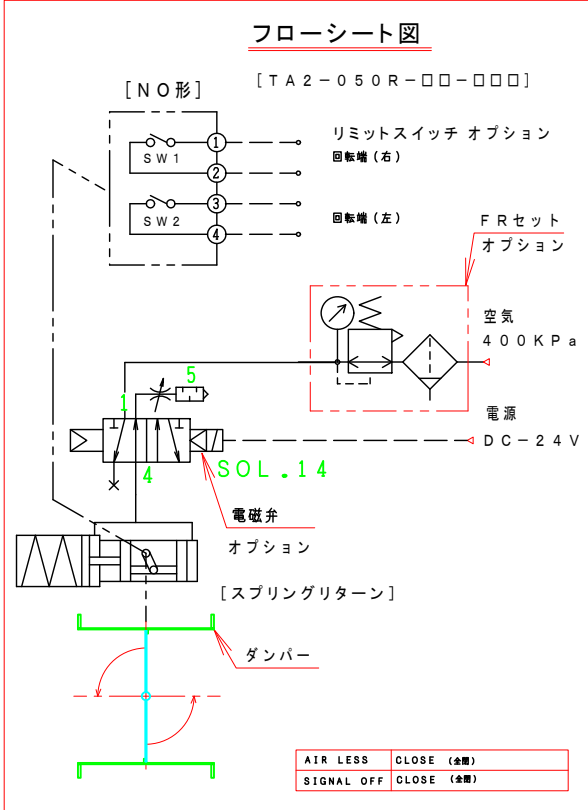 フローシート図
[NO形]
[TA2-050R-□□-□□□]
リミットスイッチ オプション
回転端(右)
回転端(左)
SW1
SW2
1
2
3
4
FRセット
オプション
空気
400KPa
電源
DC-24V
5
1
4
SOL.14
電磁弁
オプション
[スプリングリターン]
ダンパー
AIR LESS CLOSE (全閉)
SIGNAL OFF CLOSE (全閉)